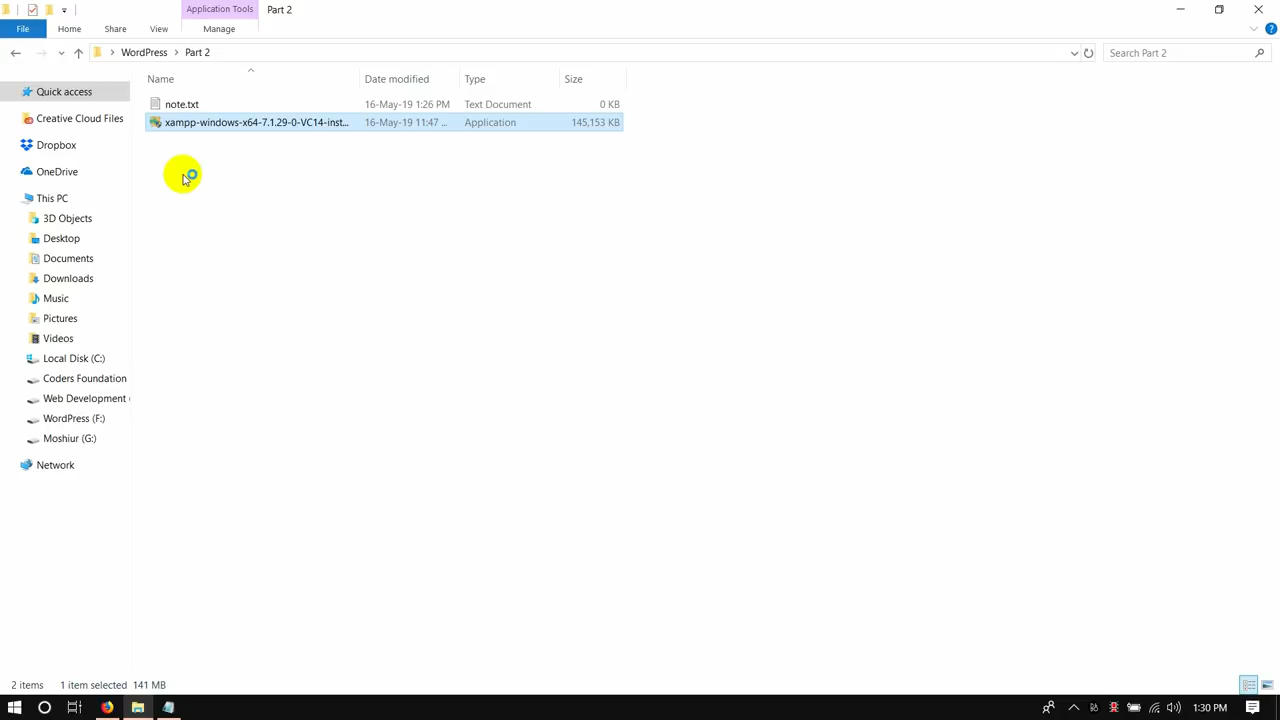 Application Tools
Part 2
File
Home
Share
View
Manage
WordPress
Part 2
Search Part 2
Name
Date modified
Type
Size
Quick access
Creative Cloud Files
Dropbox
OneDrive
This PC
3D Objects
Desktop
Documents
Downloads
Music
Pictures
Videos
Local Disk (C:)
Coders Foundation
Web Development (
WordPress (F:)
Moshiur (G:)
Network
note.txt
16-May-19 1:26 PM
Text Document
0 KB
xampp-windows-x64-7.1.29-0-VC14-inst...
16-May-19 11:47 ...
Application
145,153 KB
2 items
1 item selected 141 MB
1:30 PM